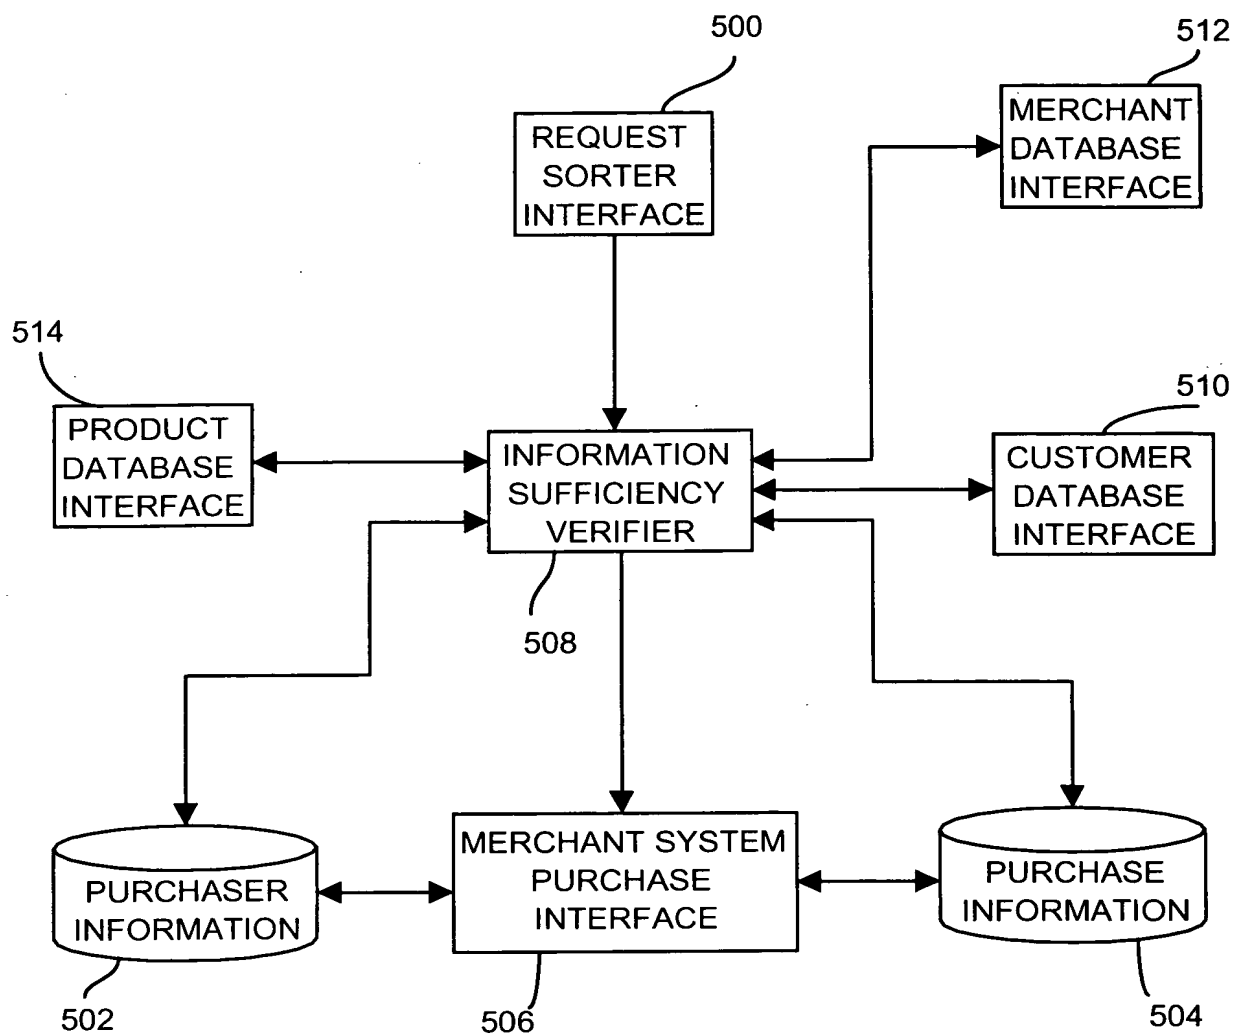 500
512
REQUEST
SORTER
INTERFACE
MERCHANT
DATABASE
INTERFACE
514
510
PRODUCT
DATABASE
INTERFACE
INFORMATION
SUFFICIENCY
VERIFIER
CUSTOMER
DATABASE
INTERFACE
508
PURCHASER
INFORMATION
MERCHANT SYSTEM
PURCHASE
INTERFACE
PURCHASE
INFORMATION
502
506
504